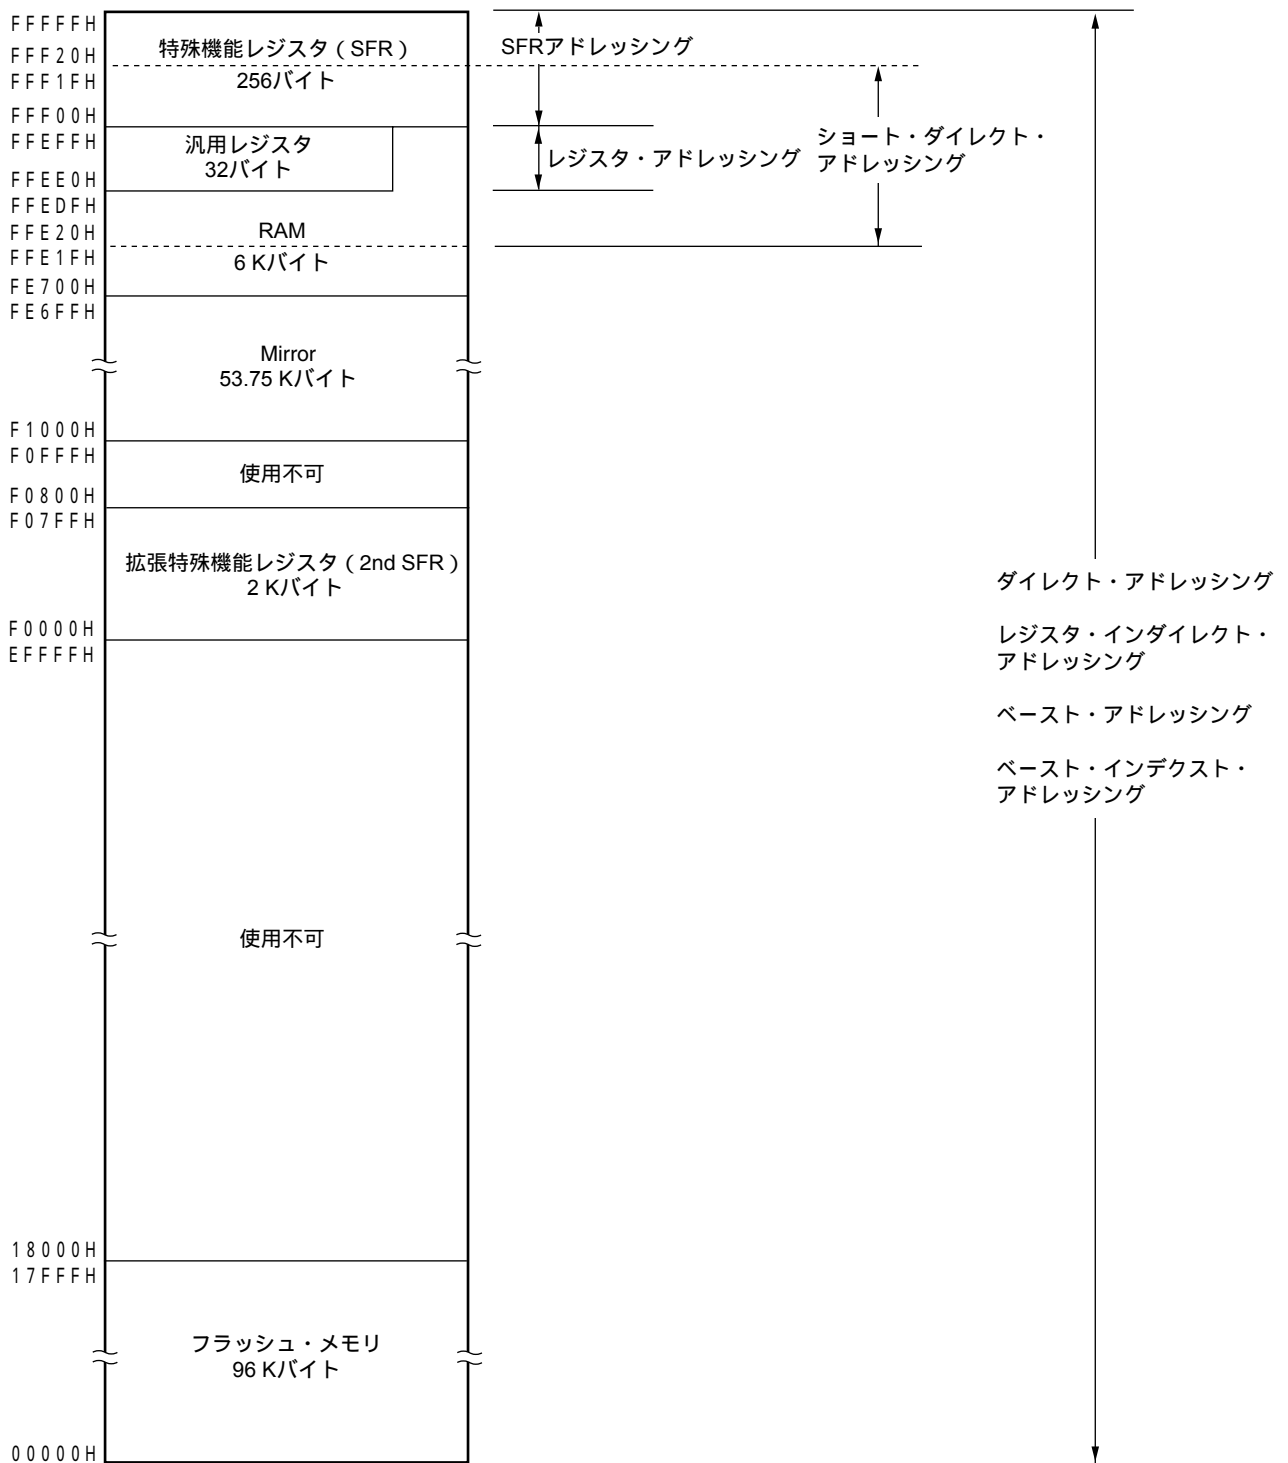 FFFFFH
特殊機能レジスタ（SFR）
SFRアドレッシング
FFF20H
FFF1FH
256バイト
FFF00H
FFEFFH
汎用レジスタ
32バイト
レジスタ・アドレッシング
ショート・ダイレクト・
アドレッシング
FFEE0H
FFEDFH
FFE20H
RAM
FFE1FH
6 Kバイト
FE700H
FE6FFH
Mirror
53.75 Kバイト
F1000H
F0FFFH
使用不可
F0800H
F07FFH
拡張特殊機能レジスタ（2nd SFR）
2 Kバイト
F0000H
EFFFFH
ダイレクト・アドレッシング
レジスタ・インダイレクト・
アドレッシング
ベースト・アドレッシング
ベースト・インデクスト・
アドレッシング
使用不可
18000H
17FFFH
フラッシュ・メモリ
96 Kバイト
00000H